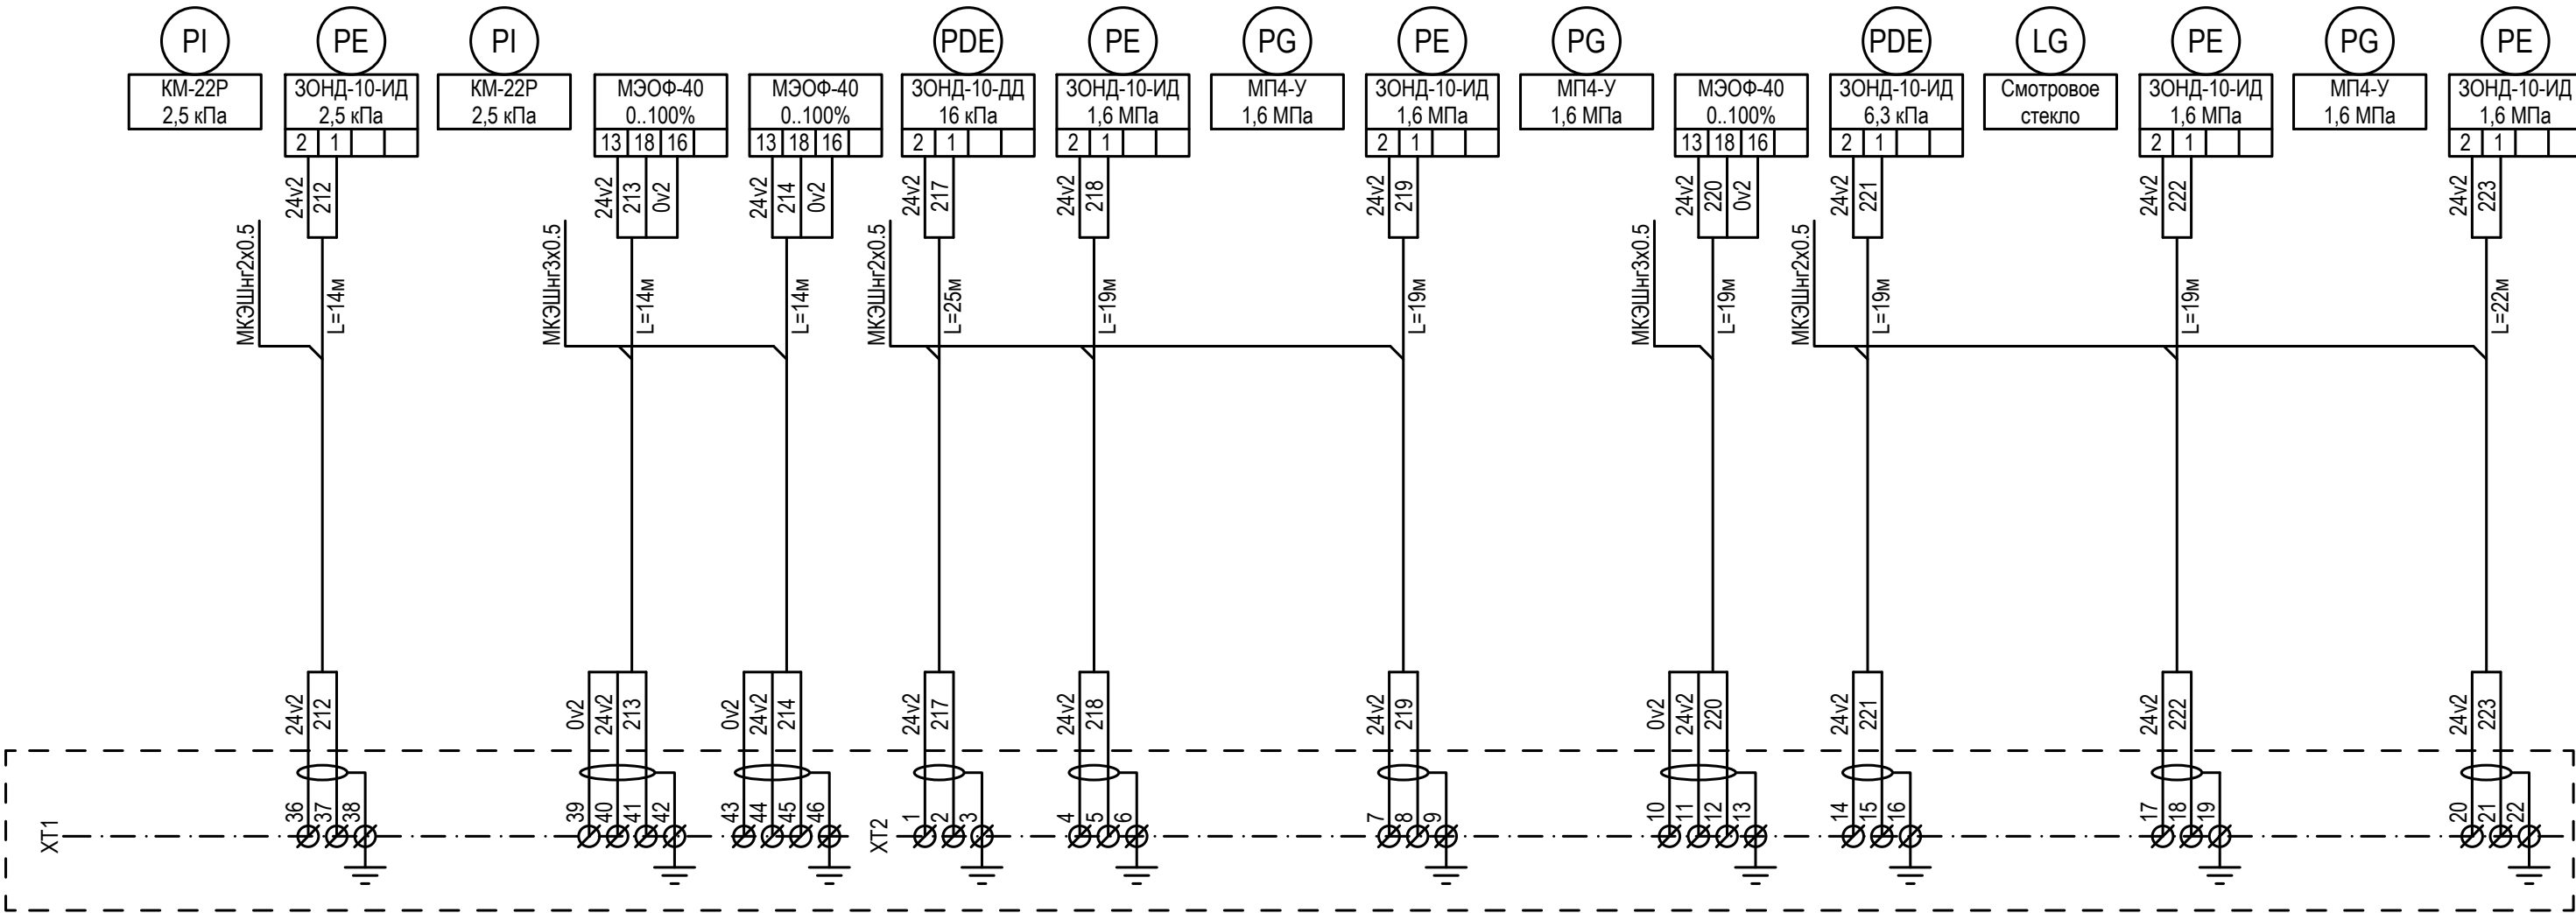 PI
PE
PI
PDE
PE
PG
PE
PG
PDE
LG
PE
PG
PE
КМ-22Р
2,5 кПа
ЗОНД-10-ИД
2,5 кПа
2 1
КМ-22Р
2,5 кПа
МЭОФ-40
0..100%
13 18 16
МЭОФ-40
0..100%
13 18 16
ЗОНД-10-ДД
16 кПа
2 1
ЗОНД-10-ИД
1,6 МПа
2 1
МП4-У
1,6 МПа
ЗОНД-10-ИД
1,6 МПа
2 1
МП4-У
1,6 МПа
МЭОФ-40
0..100%
13 18 16
ЗОНД-10-ИД
6,3 кПа
2 1
Смотровое
стекло
ЗОНД-10-ИД
1,6 МПа
2 1
МП4-У
1,6 МПа
ЗОНД-10-ИД
1,6 МПа
2 1
24v2
212
24v2
213
0v2
24v2
214
0v2
24v2
217
24v2
218
24v2
219
24v2
220
0v2
24v2
221
24v2
222
24v2
223
МКЭШнг2х0.5
L=14м
МКЭШнг3х0.5
L=14м
L=14м
МКЭШнг2х0.5
L=25м
L=19м
L=19м
МКЭШнг3х0.5
L=19м
МКЭШнг2х0.5
L=19м
L=19м
L=22м
24v2
212
0v2
24v2
213
0v2
24v2
214
24v2
217
24v2
218
24v2
219
0v2
24v2
220
24v2
221
24v2
222
24v2
223
XT1
36
37
38
39
40
41
42
43
44
45
46
XT2
1
2
3
4
5
6
7
8
9
10
11
12
13
14
15
16
17
18
19
20
21
22